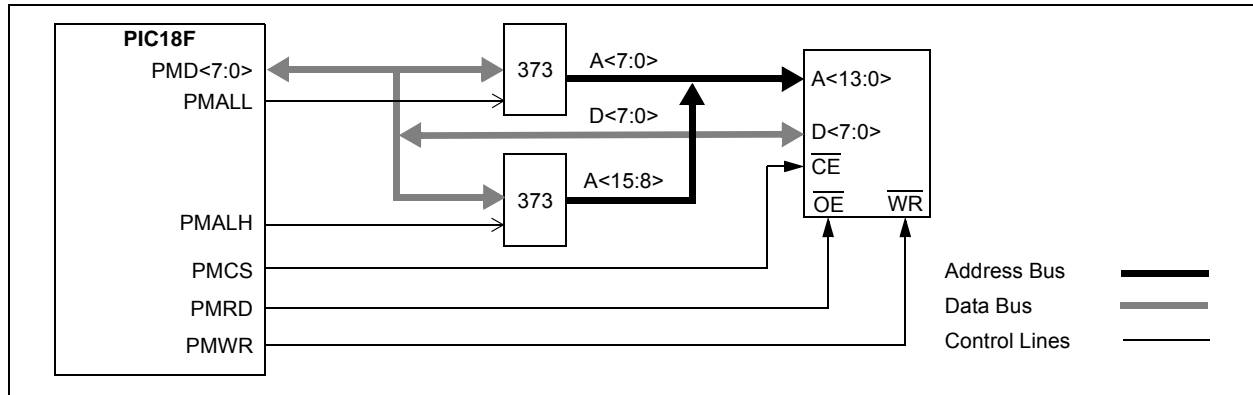 PIC18F
PMD<7:0>
PMALL
PMALH
PMCS
PMRD
PMWR
373
A<7:0>
D<7:0>
373
A<15:8>
A<13:0>
D<7:0>
CE
OE WR
Address Bus
Data Bus
Control Lines